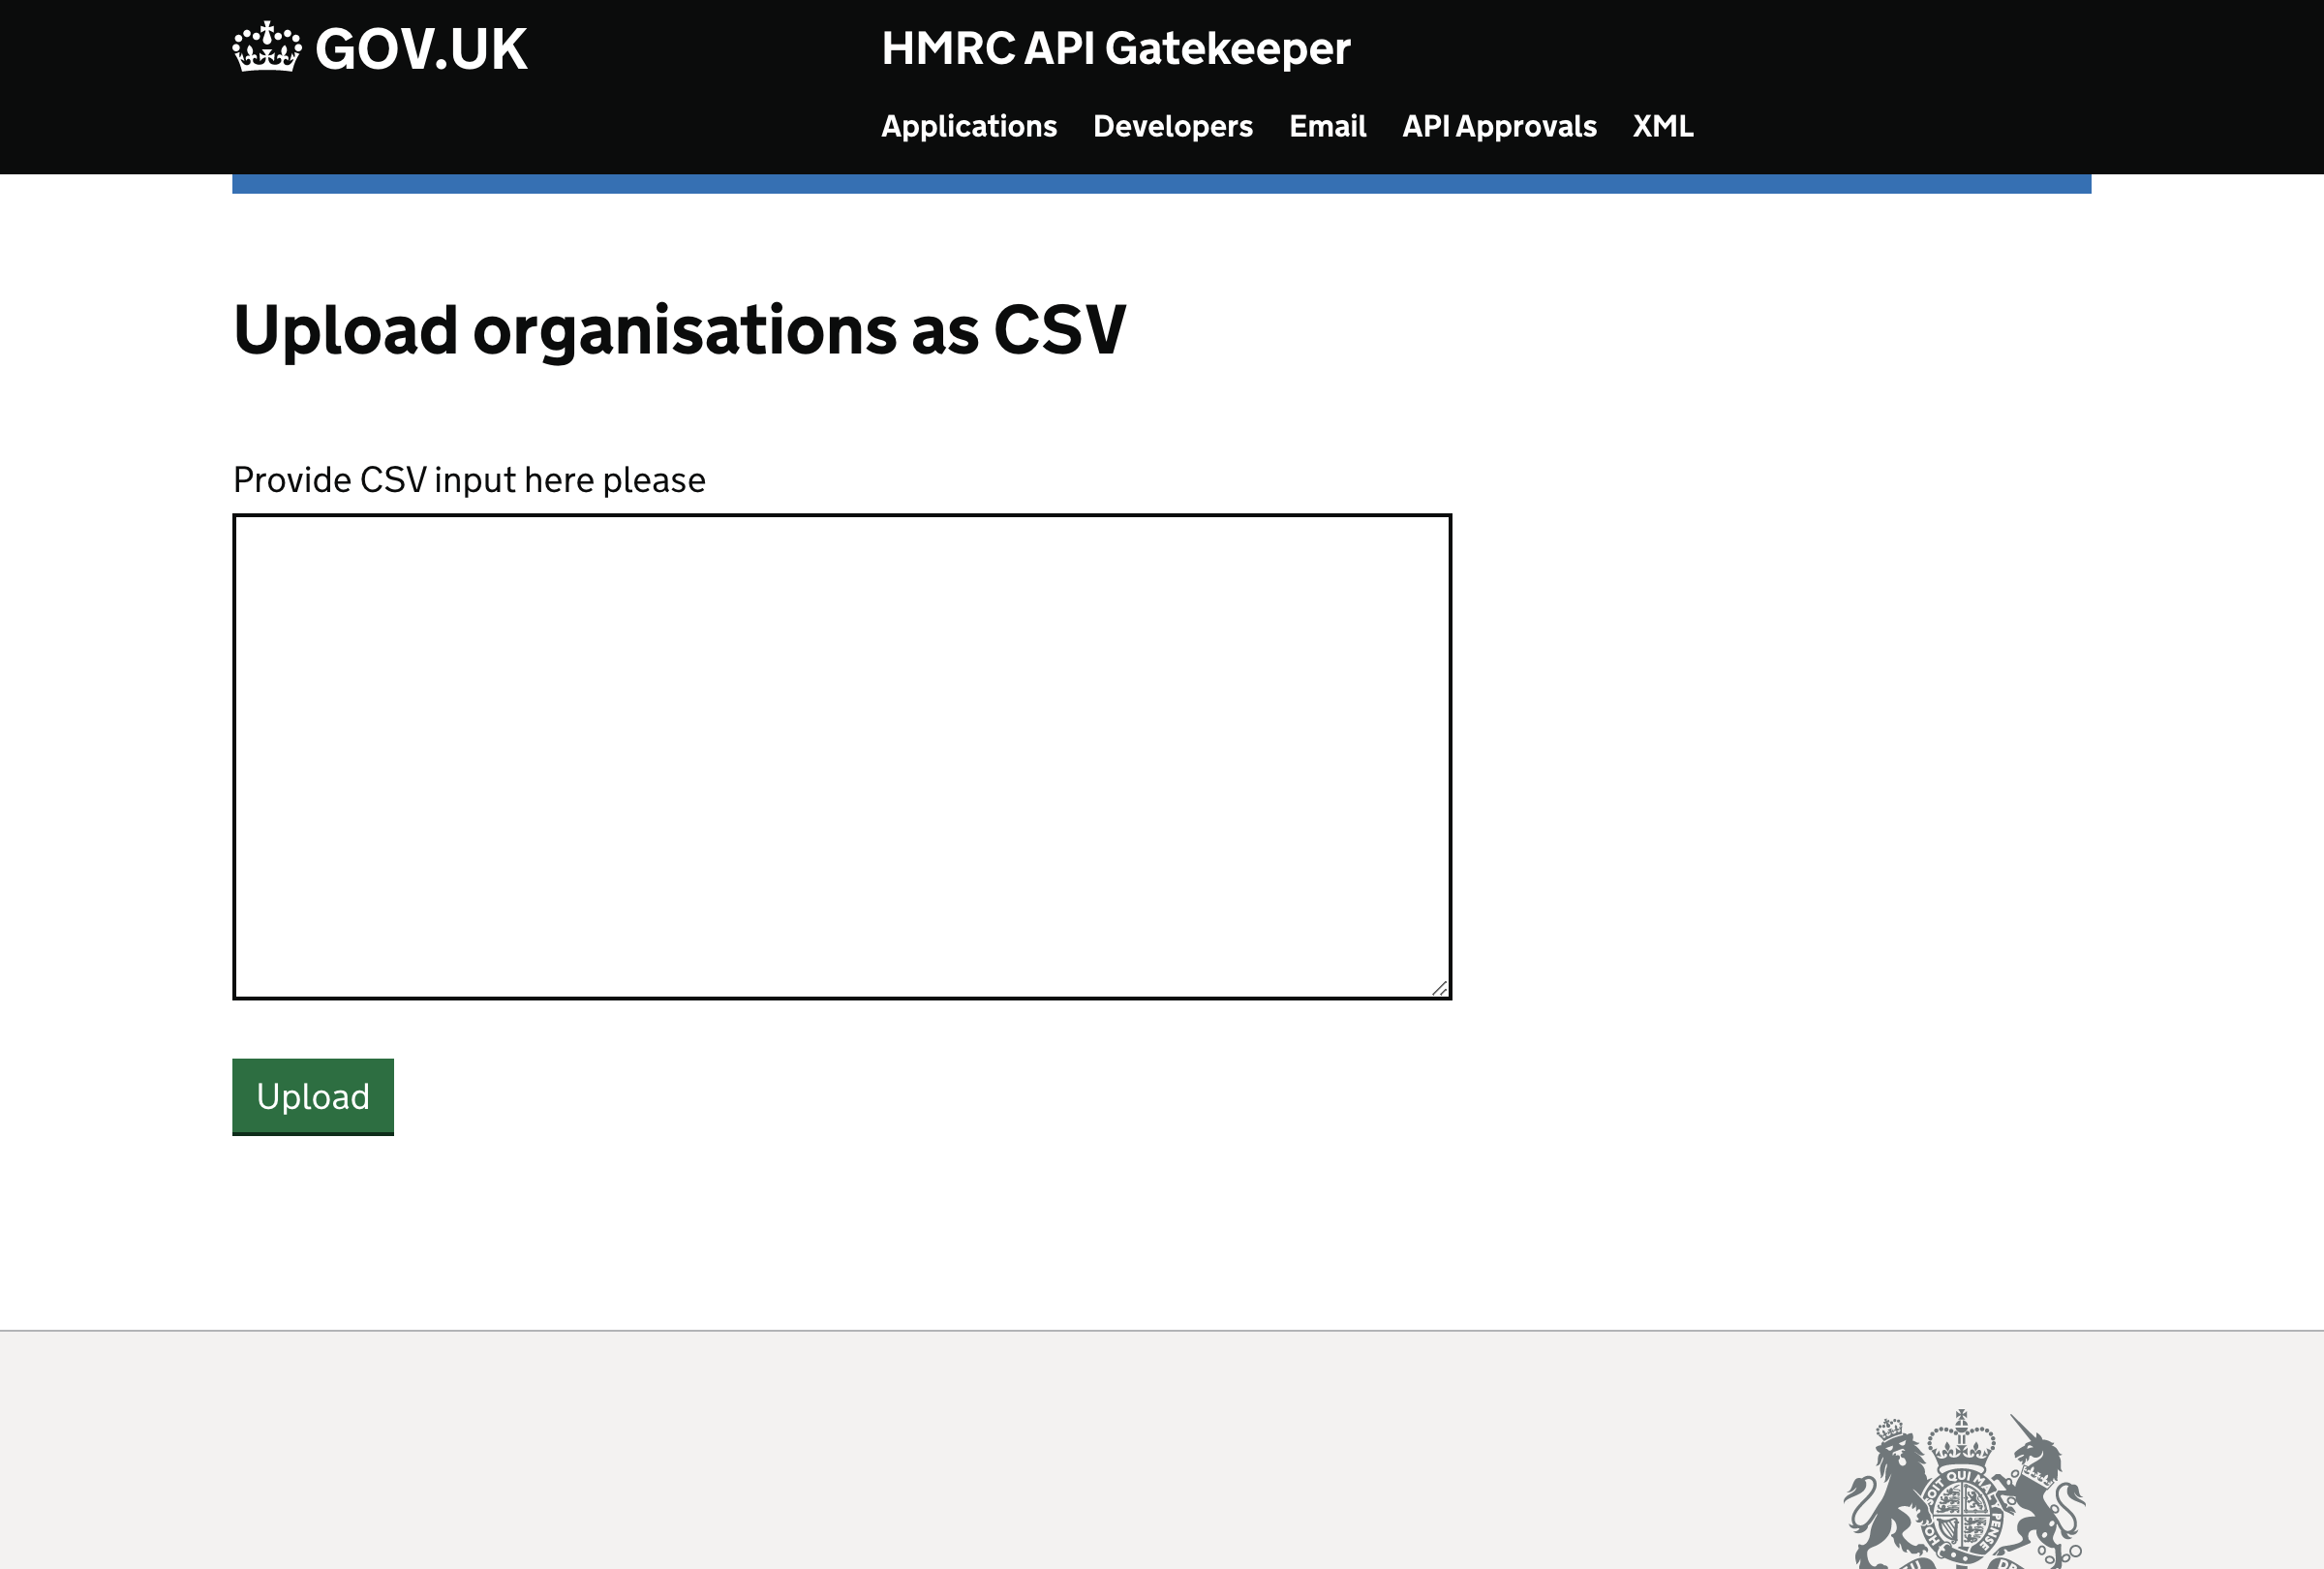 GOV.UK
HMRC API Gatekeeper
Applications Developers Email API Approvals XML
Upload organisations as CSV
Provide CSV input here please
Upload
SOIT QUI MAL
PENSE